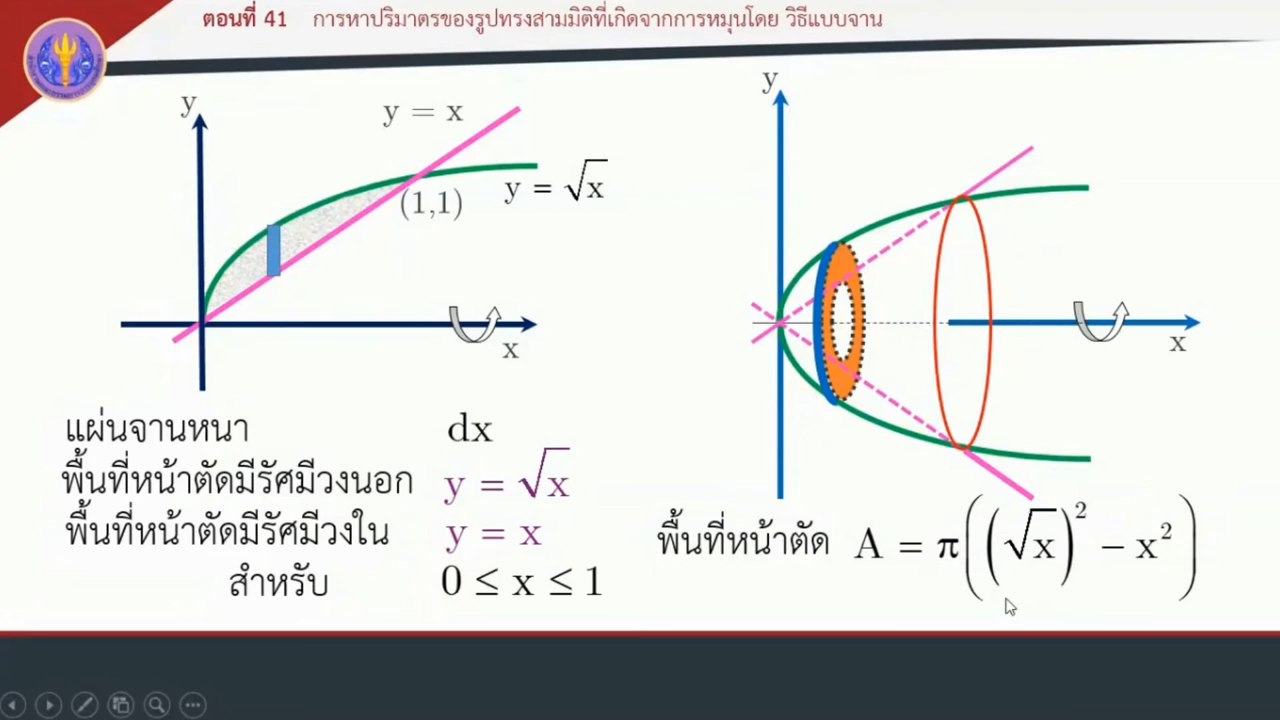 ตอนที่ 41 การหาปริมาตรของรูปทรงสามมิติที่เกิดจากการหมุนโดย วิธีแบบจาน
y
y = x
y = √x
(1,1)
x
y
x
แผ่นจานหนา dx
พื้นที่หน้าตัดมีรัศมีวงนอก y = √x
พื้นที่หน้าตัดมีรัศมีวงใน y = x
สำหรับ 0 ≤ x ≤ 1
พื้นที่หน้าตัด A = π((√x)² − x²)